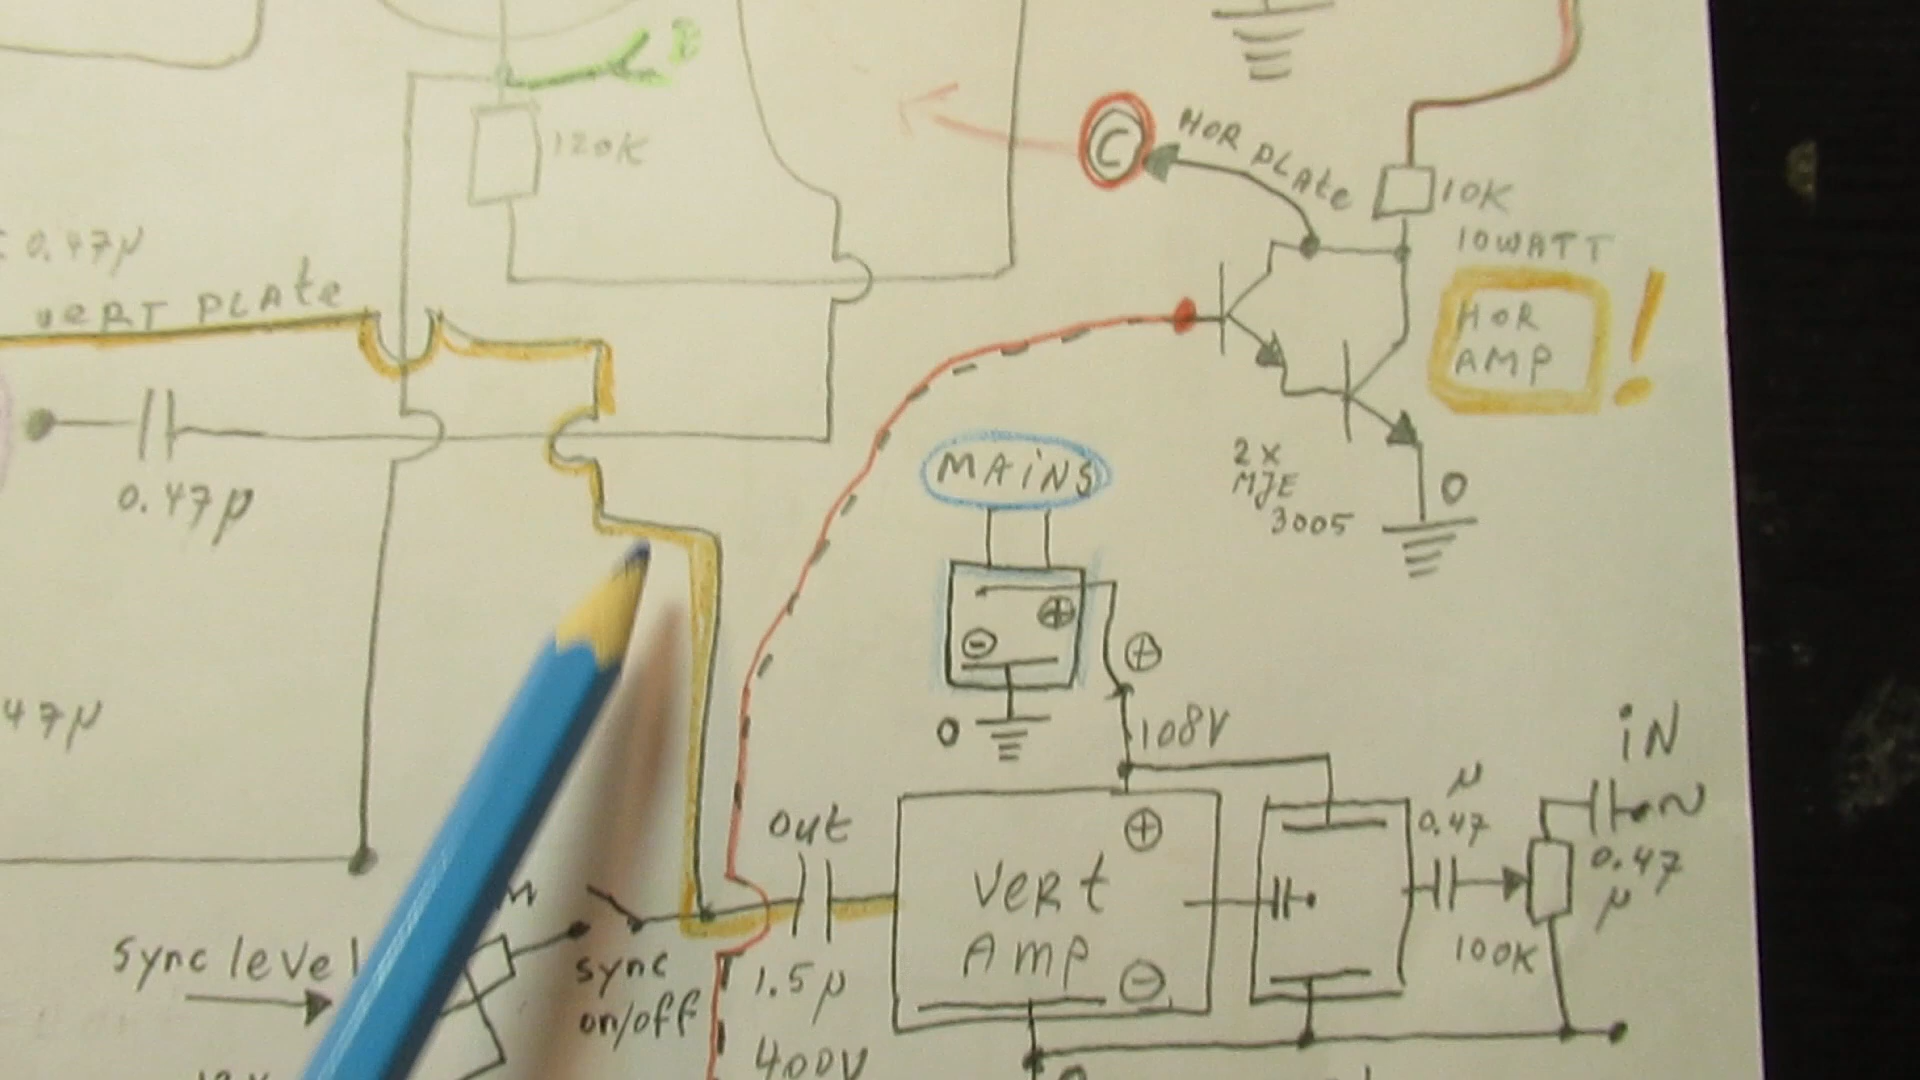 120K
HOR PLATE
C
10K
10WATT
0.47µ
VERT PLATE
HOR
AMP
!
MAINS
2x
MJE
3005
0
0.47µ
+
-
+
0
108V
iN
47µ
µ
0.47
out
+
~
0.47
µ
Vert
AMP
100K
Sync level
sync
on/off
1.5µ
-
400V